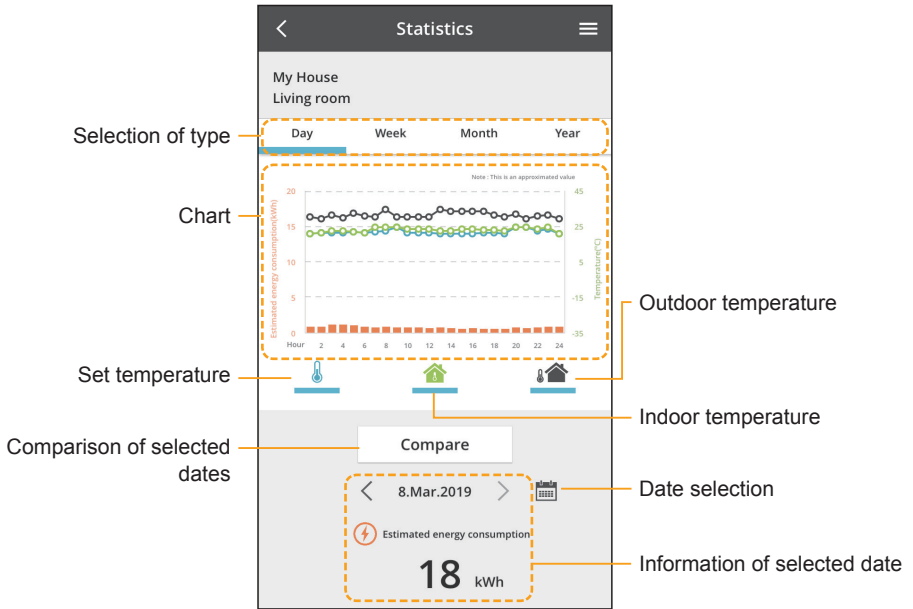 Statistics
My House
Living room
Selection of type
Day Week Month Year
Note : This is an approximated value
Chart
Estimated energy consumption(kWh)
20
15
10
5
0
45
25
5
-15
-35
Temperature(°C)
Hour 2 4 6 8 10 12 14 16 18 20 22 24
Outdoor temperature
Set temperature
Indoor temperature
Comparison of selected
dates
Compare
8.Mar.2019
Date selection
Estimated energy consumption
18 kWh
Information of selected date